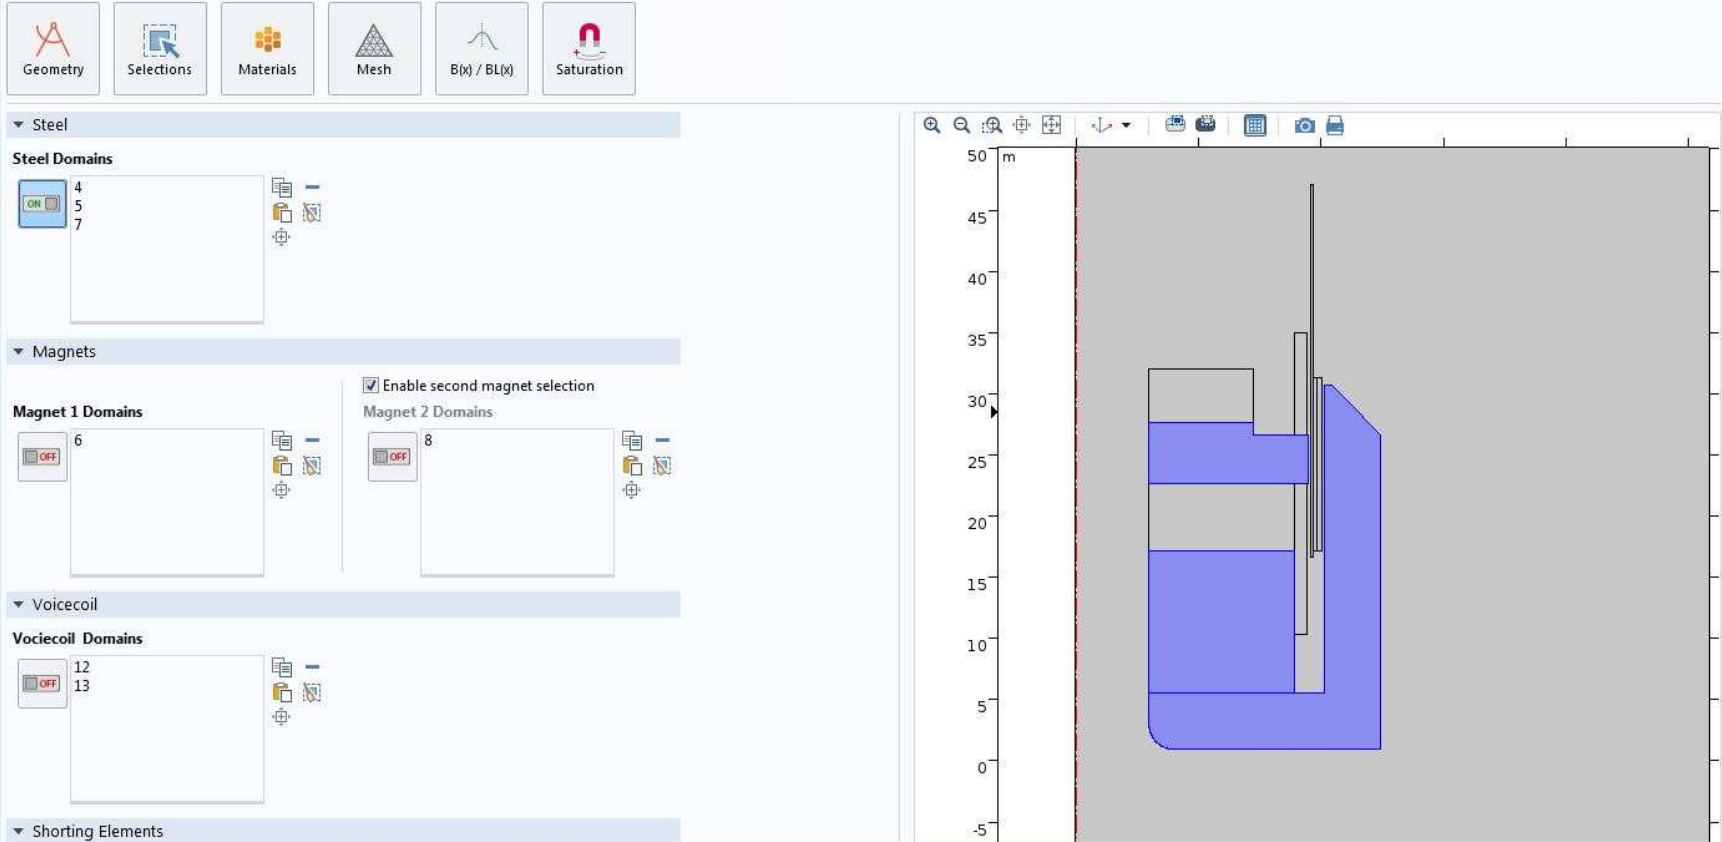 Geometry
Selections
Materials
Mesh
B(x) / BL(x)
Saturation
Steel
Steel Domains
ON
4
5
7
Magnets
Enable second magnet selection
Magnet 1 Domains
Magnet 2 Domains
OFF
6
OFF
8
Voicecoil
Vociecoil Domains
OFF
12
13
Shorting Elements
50
m
45
40
35
30
25
20
15
10
5
0
-5